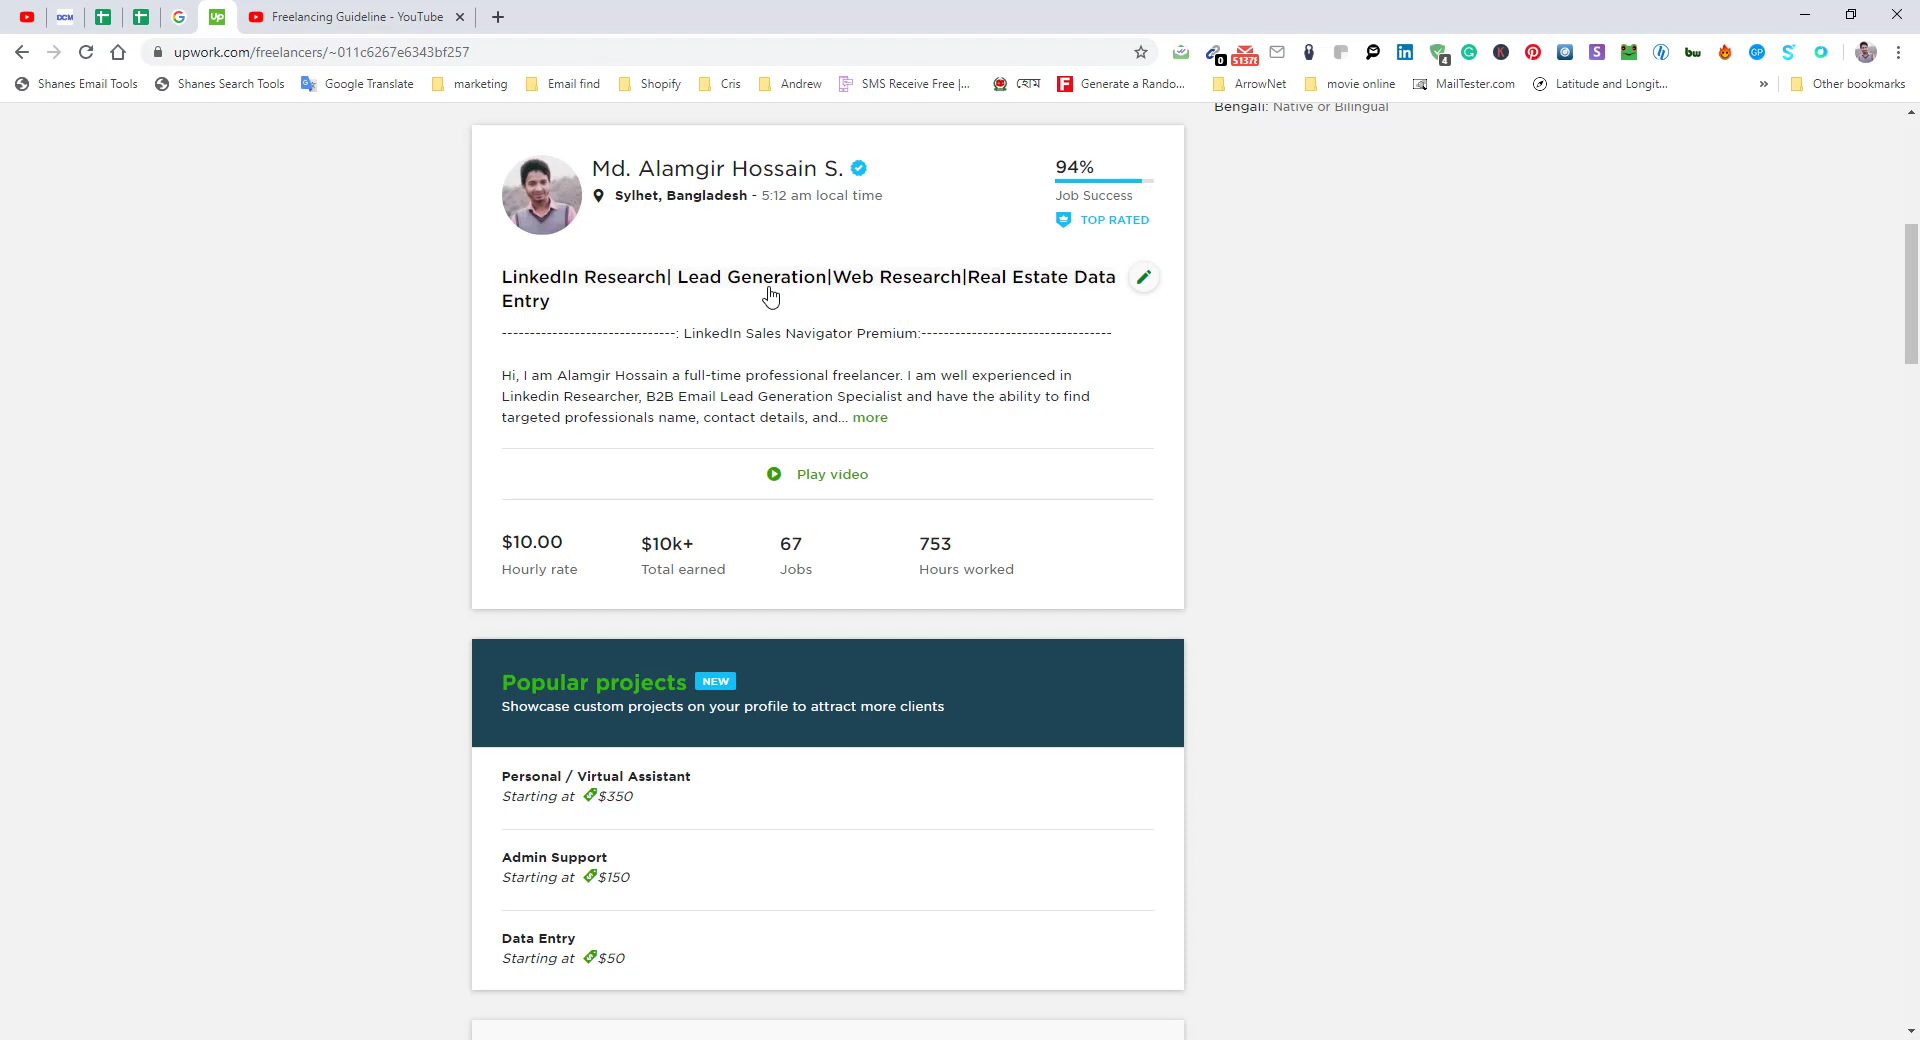 DCM
Up
Freelancing Guideline - YouTube
upwork.com/freelancers/~011c6267e6343bf257
0
5137
4
bw
GP
Shanes Email Tools
Shanes Search Tools
Google Translate
marketing
Email find
Shopify
Cris
Andrew
SMS Receive Free |...
হোম
Generate a Rando...
ArrowNet
movie online
MailTester.com
Latitude and Longit...
»
Other bookmarks
Bengali: Native or Bilingual
Md. Alamgir Hossain S.
94%
Sylhet, Bangladesh - 5:12 am local time
Job Success
TOP RATED
LinkedIn Research| Lead Generation|Web Research|Real Estate Data
Entry
-------------------------------: LinkedIn Sales Navigator Premium:----------------------------------
Hi, I am Alamgir Hossain a full-time professional freelancer. I am well experienced in
Linkedin Researcher, B2B Email Lead Generation Specialist and have the ability to find
targeted professionals name, contact details, and... more
Play video
$10.00
$10k+
67
753
Hourly rate
Total earned
Jobs
Hours worked
Popular projects NEW
Showcase custom projects on your profile to attract more clients
Personal / Virtual Assistant
Starting at $350
Admin Support
Starting at $150
Data Entry
Starting at $50